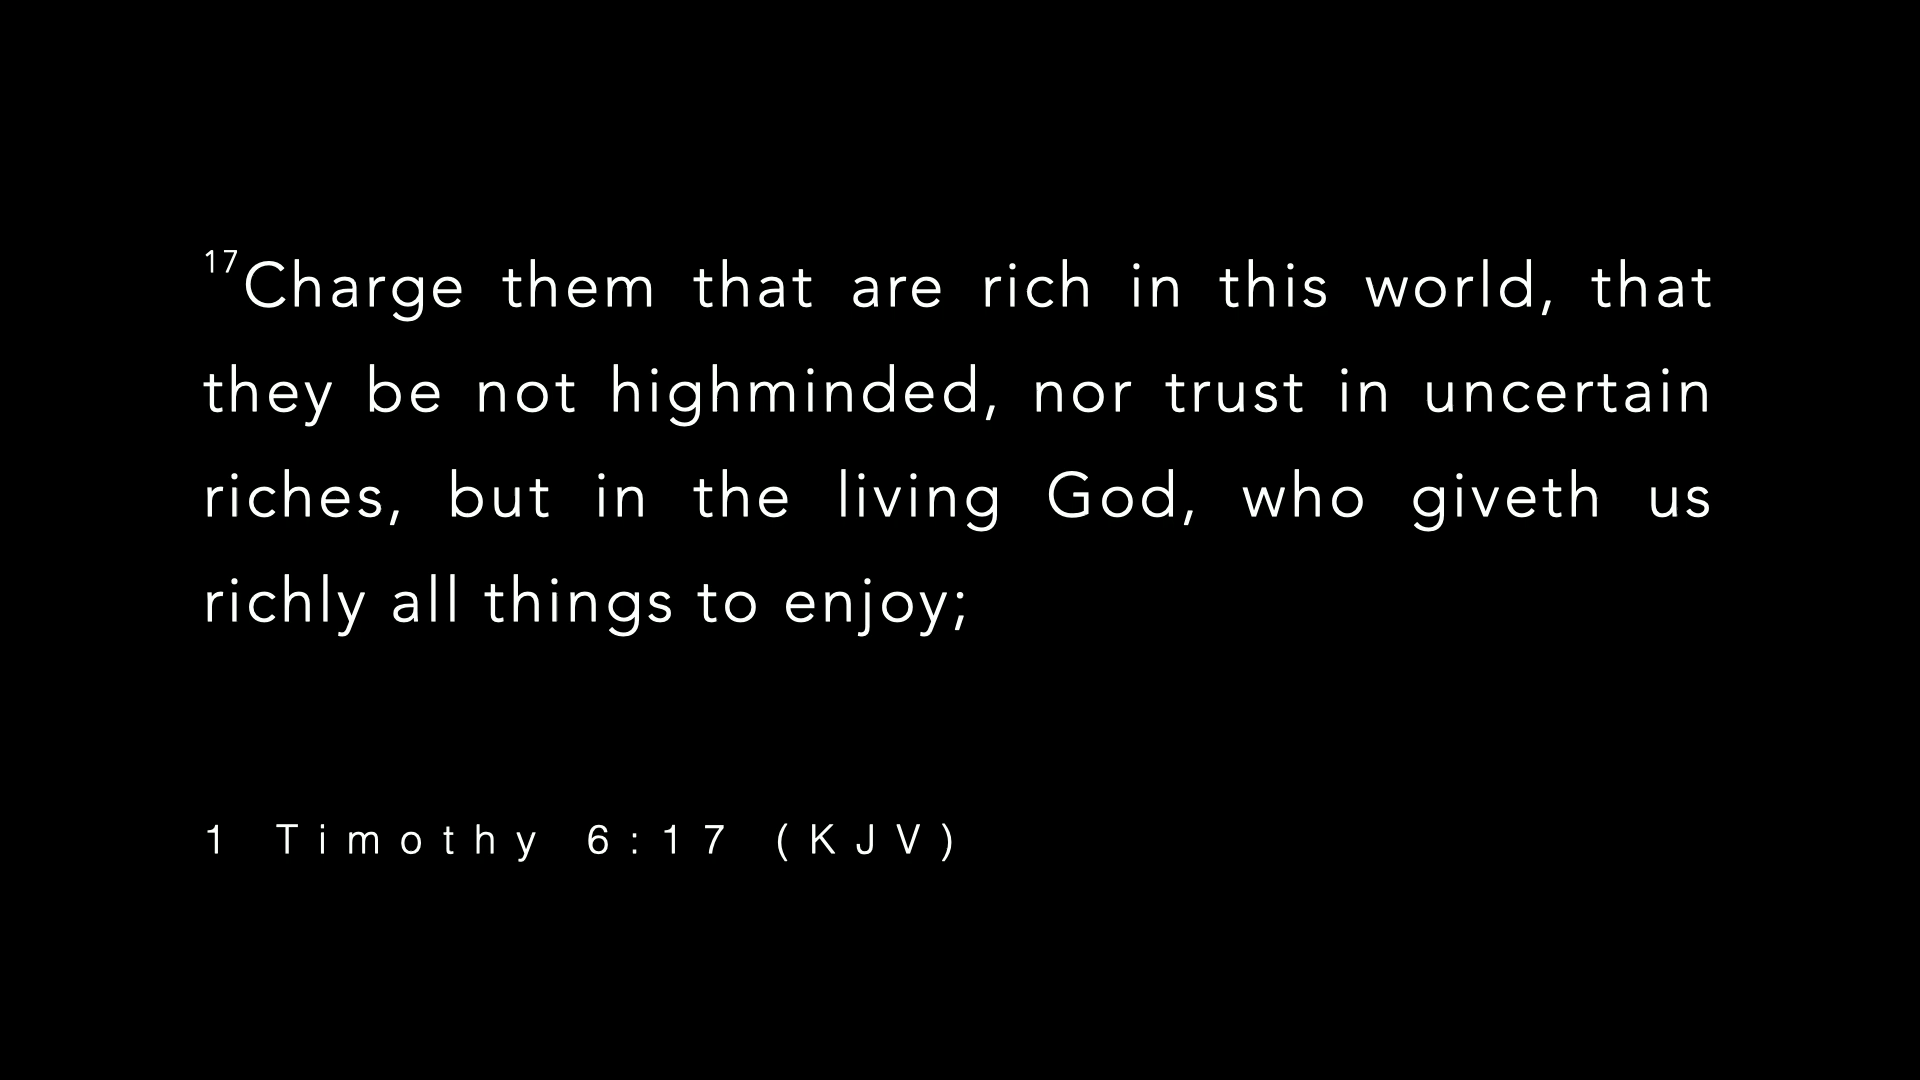 17Charge them that are rich in this world, that
they be not highminded, nor trust in uncertain
riches, but in the living God, who giveth us
richly all things to enjoy;
1 Timothy 6:17 (KJV)